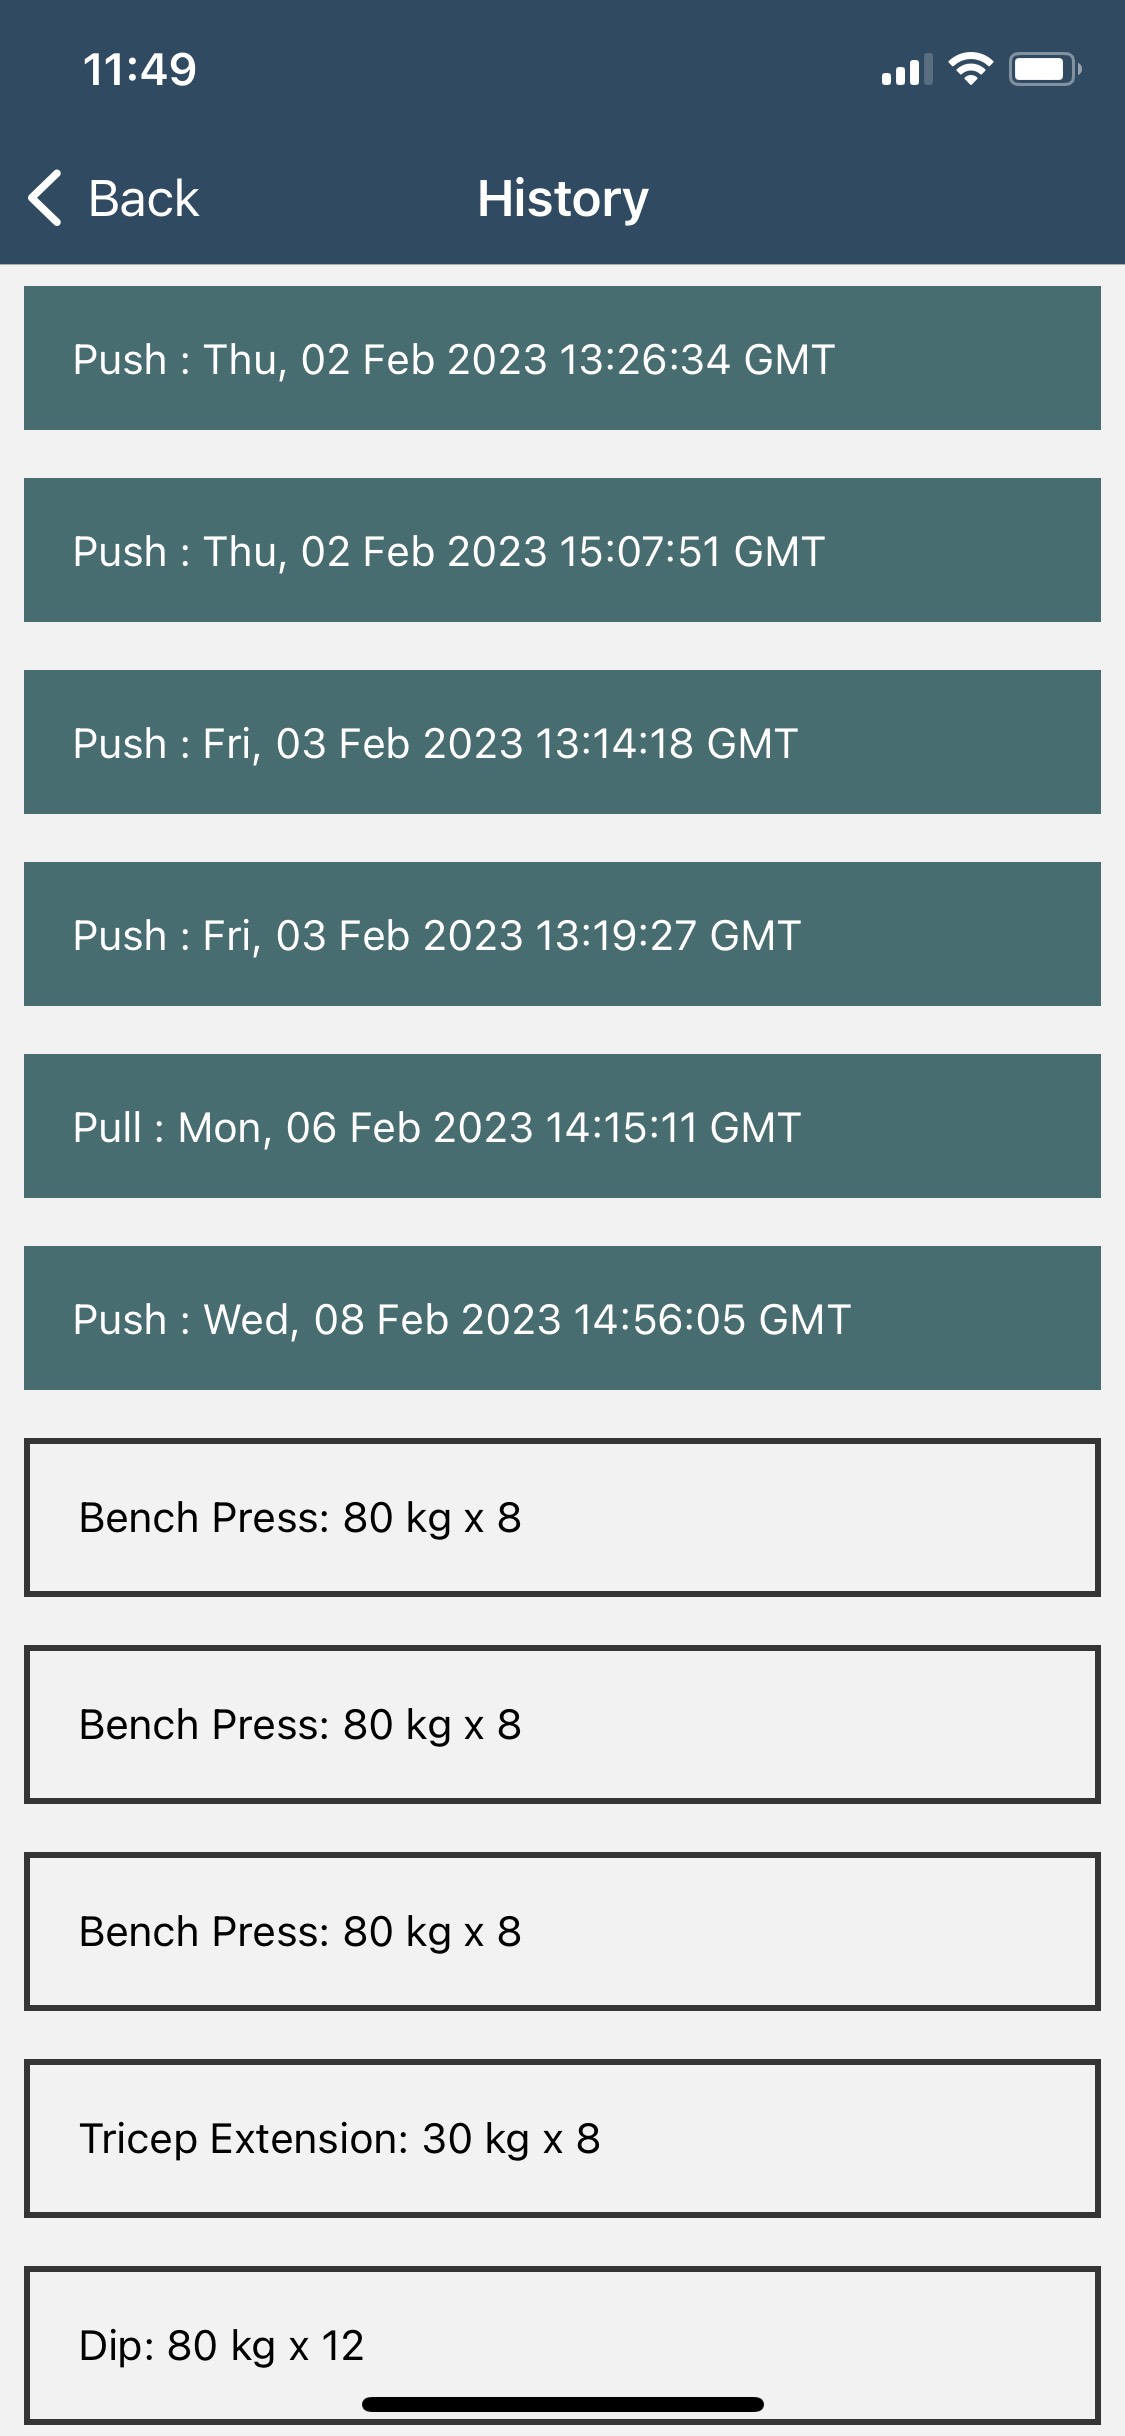 11:49
Back
History
Push : Thu, 02 Feb 2023 13:26:34 GMT
Push : Thu, 02 Feb 2023 15:07:51 GMT
Push : Fri, 03 Feb 2023 13:14:18 GMT
Push : Fri, 03 Feb 2023 13:19:27 GMT
Pull : Mon, 06 Feb 2023 14:15:11 GMT
Push : Wed, 08 Feb 2023 14:56:05 GMT
Bench Press: 80 kg x 8
Bench Press: 80 kg x 8
Bench Press: 80 kg x 8
Tricep Extension: 30 kg x 8
Dip: 80 kg x 12